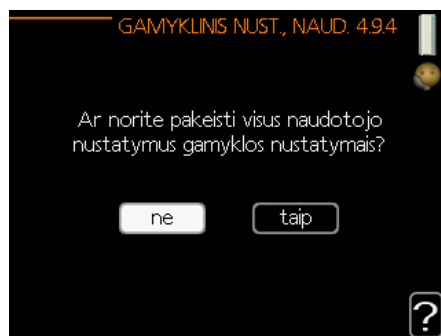 GAMYKLINIS NUST., NAUD. 4.9.4
Ar norite pakeisti visus naudotojo
nustatymus gamyklos nustatymais?
ne
taip
?